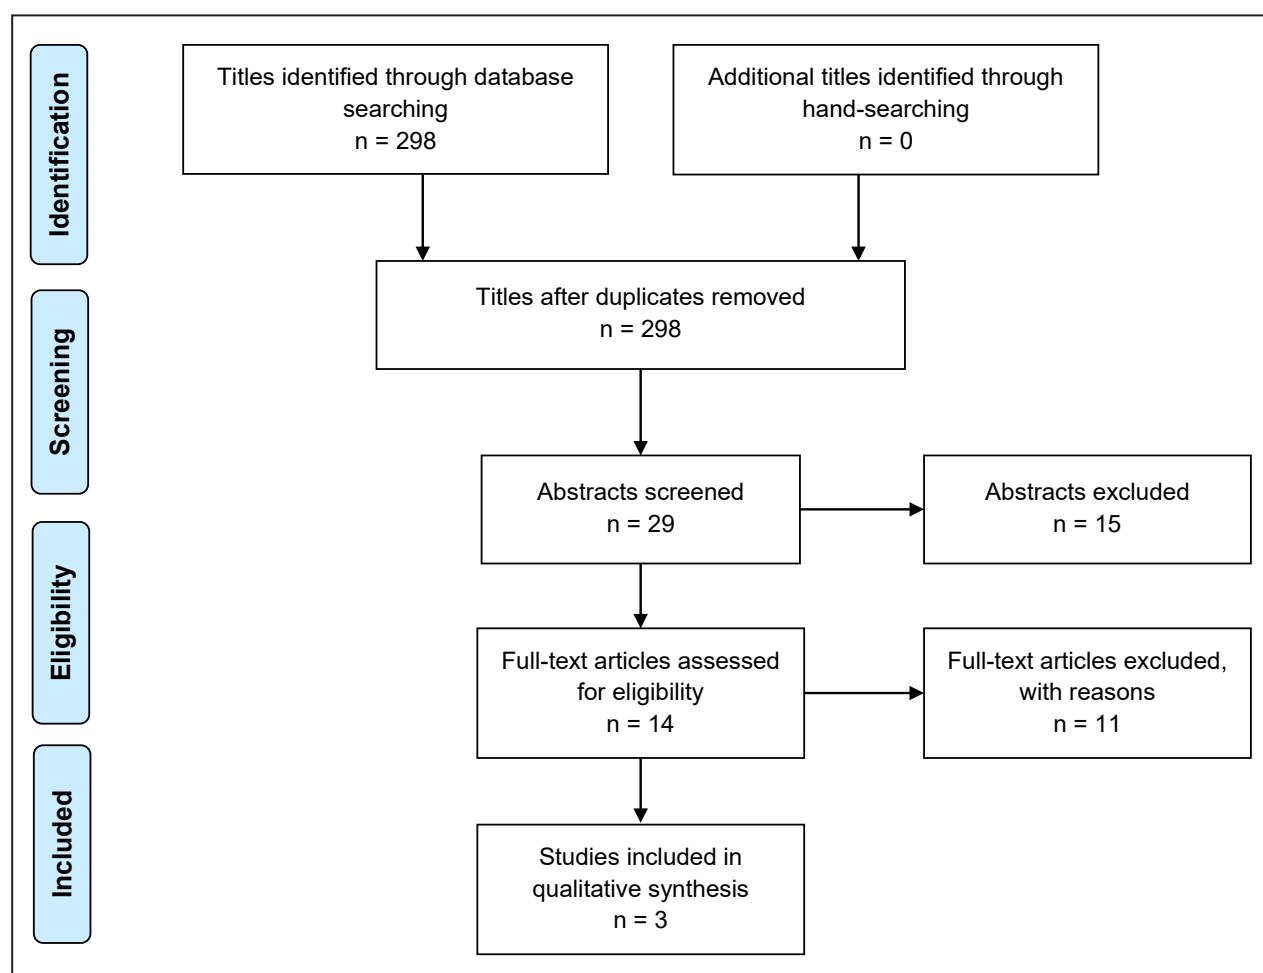 Identification
Titles identified through database
searching
n = 298
Additional titles identified through
hand-searching
n = 0
Titles after duplicates removed
n = 298
Screening
Abstracts screened
n = 29
Abstracts excluded
n = 15
Eligibility
Full-text articles assessed
for eligibility
n = 14
Full-text articles excluded,
with reasons
n = 11
Included
Studies included in
qualitative synthesis
n = 3